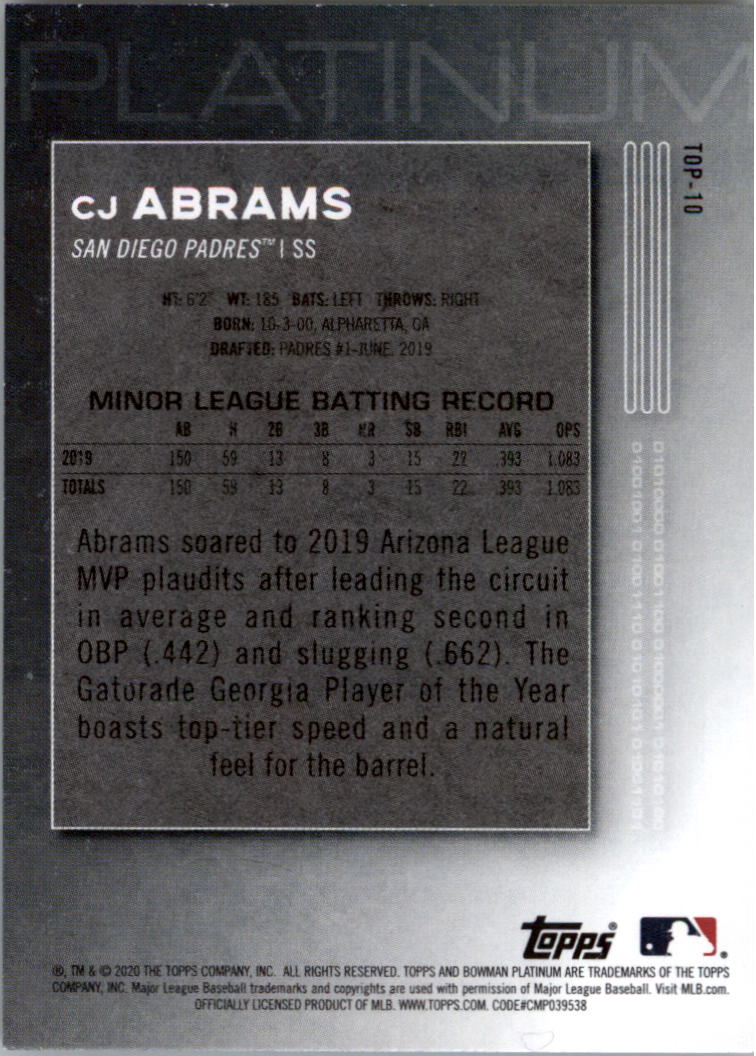 PLATINUM
TOP-10
CJ ABRAMS
SAN DIEGO PADRES™ | SS
HT: 6'2" WT: 185 BATS: LEFT THROWS: RIGHT
BORN: 10-3-00, ALPHARETTA, GA
DRAFTED: PADRES #1-JUNE, 2019
MINOR LEAGUE BATTING RECORD
AB H 2B 3B HR SB RBI AVG OPS
2019 150 59 13 8 3 15 22 .393 1.083
TOTALS 150 59 13 8 3 15 22 .393 1.083
Abrams soared to 2019 Arizona League
MVP plaudits after leading the circuit
in average and ranking second in
OBP (.442) and slugging (.662). The
Gatorade Georgia Player of the Year
boasts top-tier speed and a natural
feel for the barrel.
topps®
®, TM & © 2020 THE TOPPS COMPANY, INC. ALL RIGHTS RESERVED. TOPPS AND BOWMAN PLATINUM ARE TRADEMARKS OF THE TOPPS
COMPANY, INC. Major League Baseball trademarks and copyrights are used with permission of Major League Baseball. Visit MLB.com.
OFFICIALLY LICENSED PRODUCT OF MLB. WWW.TOPPS.COM. CODE#CMP039538